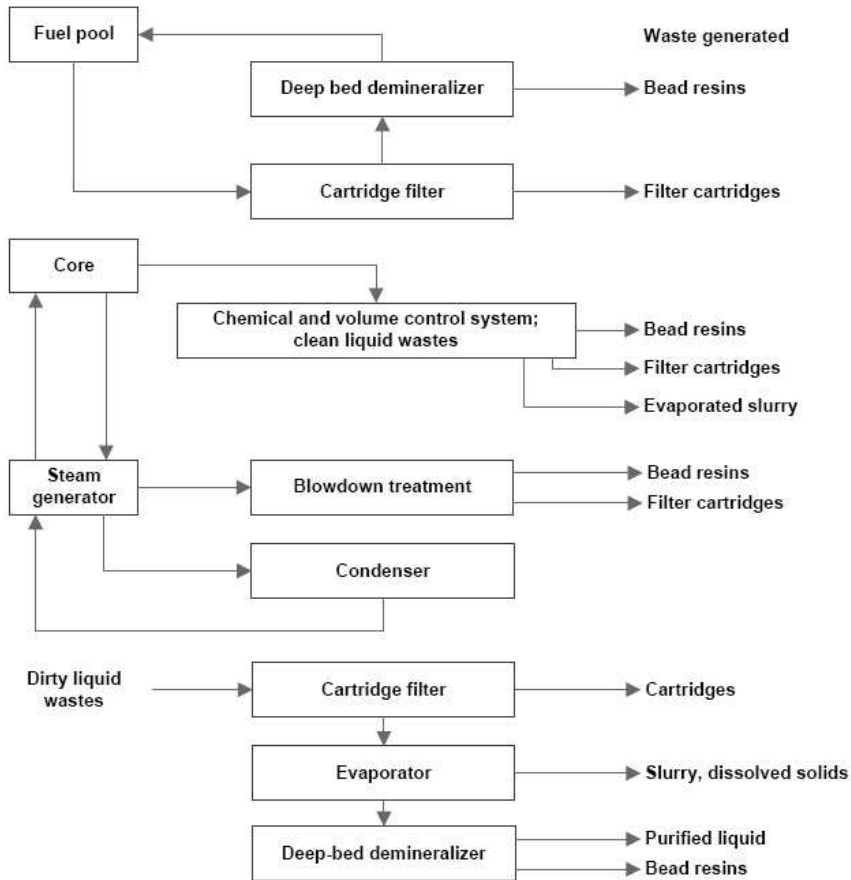 Fuel pool
Waste generated
Deep bed demineralizer
Bead resins
Cartridge filter
Filter cartridges
Core
Chemical and volume control system;
clean liquid wastes
Bead resins
Filter cartridges
Evaporated slurry
Steam
generator
Blowdown treatment
Bead resins
Filter cartridges
Condenser
Dirty liquid
wastes
Cartridge filter
Cartridges
Evaporator
Slurry, dissolved solids
Deep-bed demineralizer
Purified liquid
Bead resins